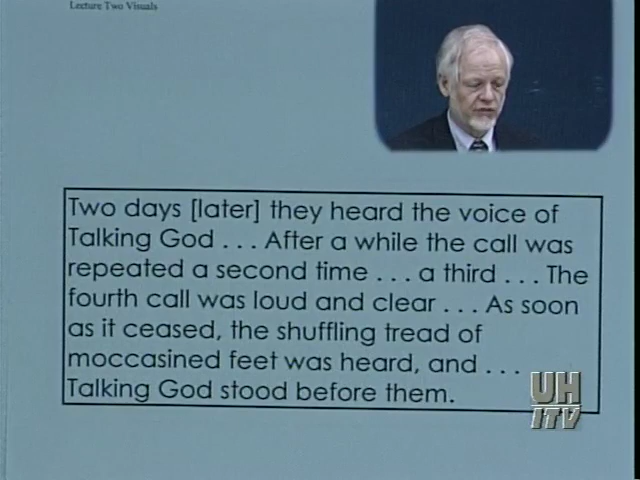 Lecture Two Visuals
Two days [later] they heard the voice of
Talking God . . . After a while the call was
repeated a second time . . . a third . . . The
fourth call was loud and clear . . . As soon
as it ceased, the shuffling tread of
moccasined feet was heard, and . . .
Talking God stood before them.
UH
ITV